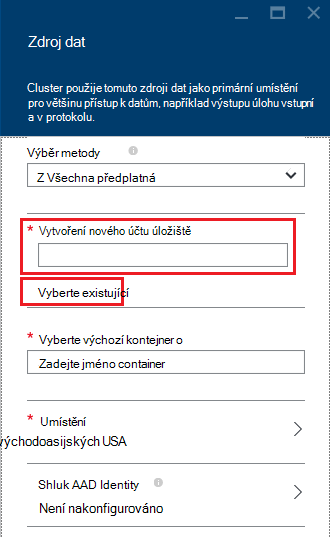 Zdroj dat
Cluster použije tomuto zdroji dat jako primární umístění
pro většinu přístup k datům, například výstupu úlohu vstupní
a v protokolu.
Výběr metody
Z Všechna předplatná
* Vytvoření nového účtu úložiště
Vyberte existující
* Vyberte výchozí kontejner o
Zadejte jméno container
* Umístění
východoasijských USA
Shluk AAD Identity
Není nakonfigurováno